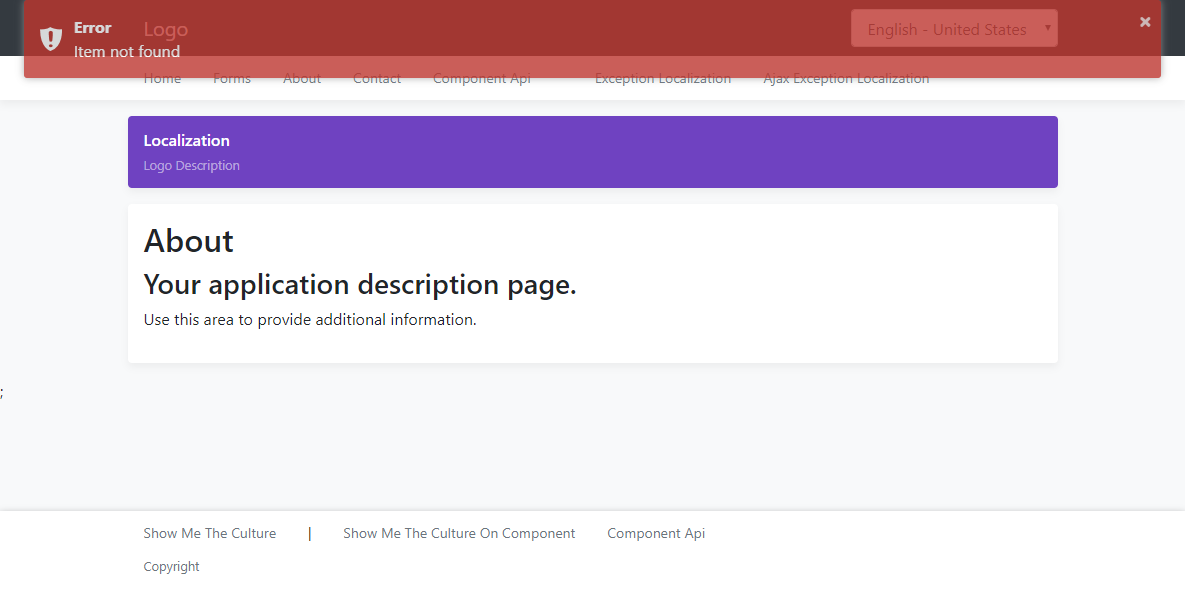 Error
Item not found
Logo
English - United States
Home Forms About Contact Component Api Exception Localization Ajax Exception Localization
Localization
Logo Description
About
Your application description page.
Use this area to provide additional information.
;
Show Me The Culture | Show Me The Culture On Component Component Api
Copyright